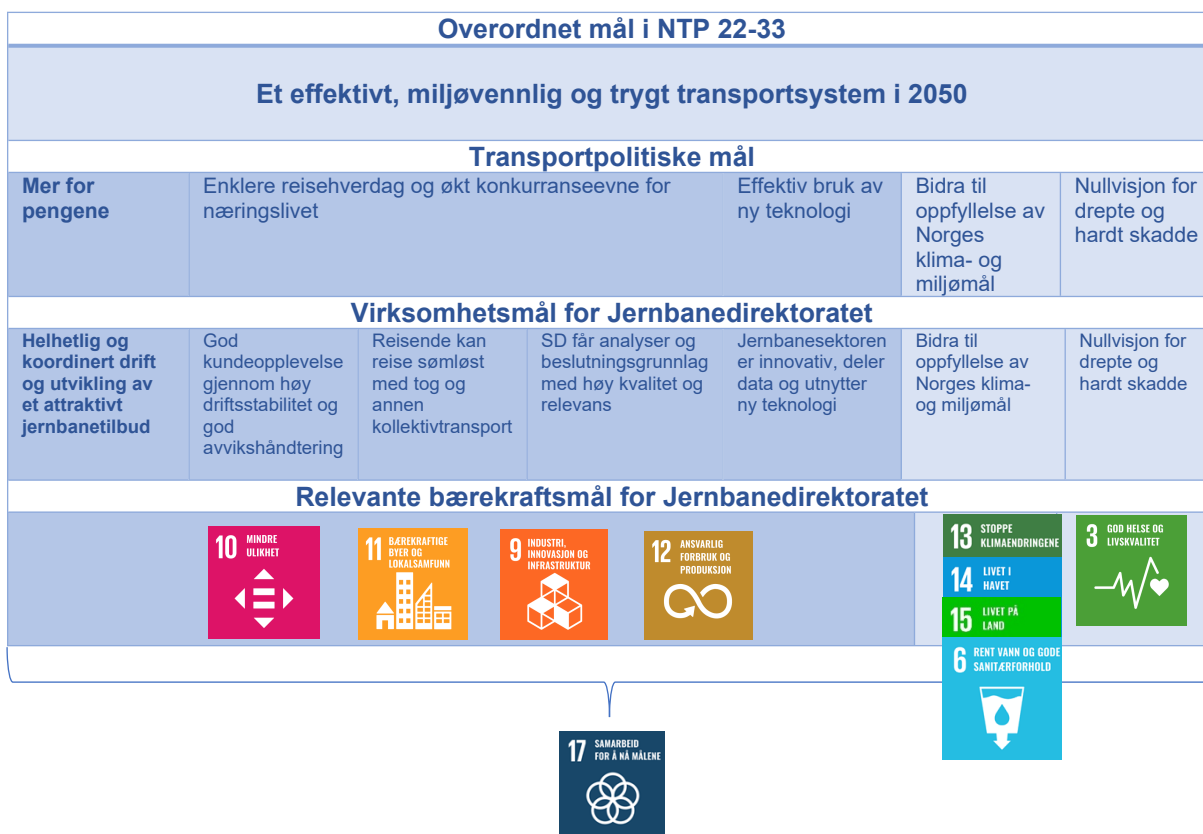 Overordnet mål i NTP 22-33
Et effektivt, miljøvennlig og trygt transportsystem i 2050
Transportpolitiske mål
Mer for
pengene
Enklere reisehverdag og økt konkurranseevne for
næringslivet
Effektiv bruk av
ny teknologi
Bidra til
oppfyllelse av
Norges
klima- og
miljømål
Nullvisjon for
drepte og
hardt skadde
Virksomhetsmål for Jernbanedirektoratet
Helhetlig og
koordinert drift
og utvikling av
et attraktivt
jernbanetilbud
God
kundeopplevelse
gjennom høy
driftsstabilitet og
god
avvikshåndtering
Reisende kan
reise sømløst
med tog og
annen
kollektivtransport
SD får analyser og
beslutningsgrunnlag
med høy kvalitet og
relevans
Jernbanesektoren
er innovativ, deler
data og utnytter
ny teknologi
Bidra til
oppfyllelse av
Norges klima-
og miljømål
Nullvisjon for
drepte og
hardt skadde
Relevante bærekraftsmål for Jernbanedirektoratet
10 MINDRE
ULIKHET
11 BÆREKRAFTIGE
BYER OG
LOKALSAMFUNN
9 INDUSTRI,
INNOVASJON OG
INFRASTRUKTUR
12 ANSVARLIG
FORBRUK OG
PRODUKSJON
13 STOPPE
KLIMAENDRINGENE
14 LIVET I
HAVET
15 LIVET PÅ
LAND
6 RENT VANN OG GODE
SANITÆRFORHOLD
3 GOD HELSE OG
LIVSKVALITET
17 SAMARBEID
FOR Å NÅ MÅLENE